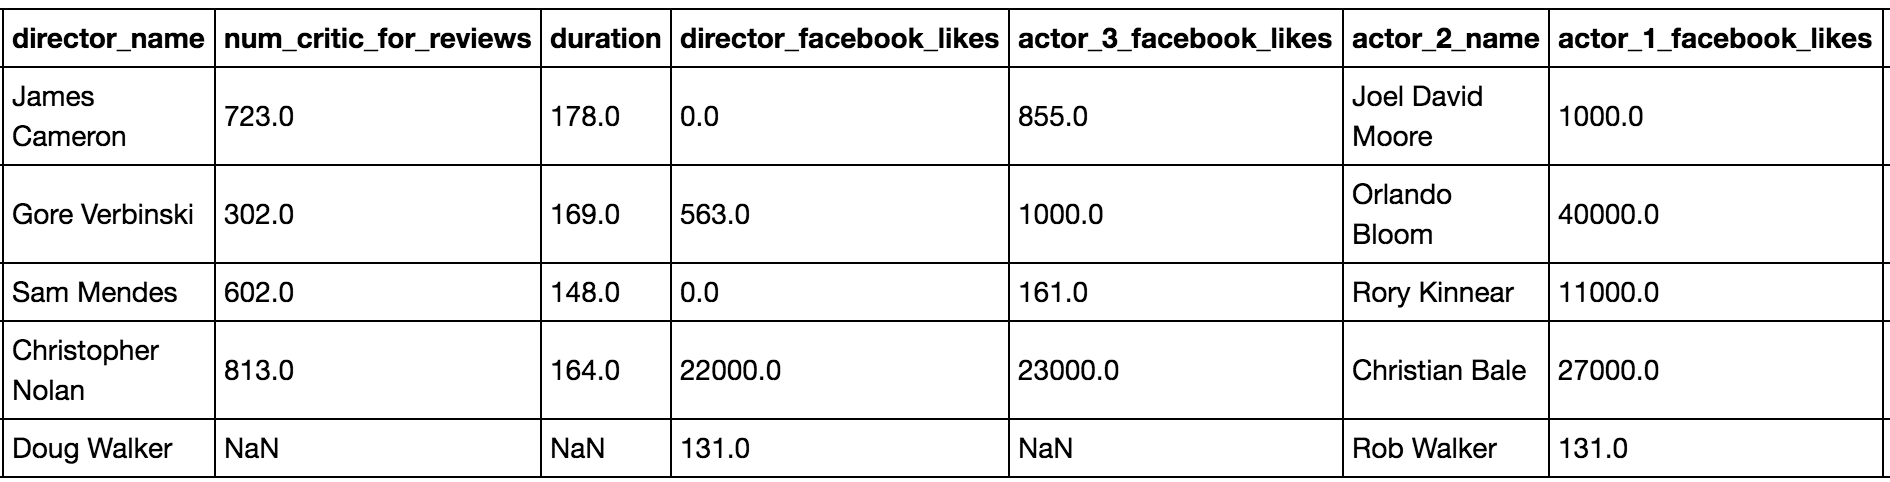 director_name num_critic_for_reviews duration director_facebook_likes actor_3_facebook_likes actor_2_name actor_1_facebook_likes
James Cameron 723.0 178.0 0.0 855.0 Joel David Moore 1000.0
Gore Verbinski 302.0 169.0 563.0 1000.0 Orlando Bloom 40000.0
Sam Mendes 602.0 148.0 0.0 161.0 Rory Kinnear 11000.0
Christopher Nolan 813.0 164.0 22000.0 23000.0 Christian Bale 27000.0
Doug Walker NaN NaN 131.0 NaN Rob Walker 131.0